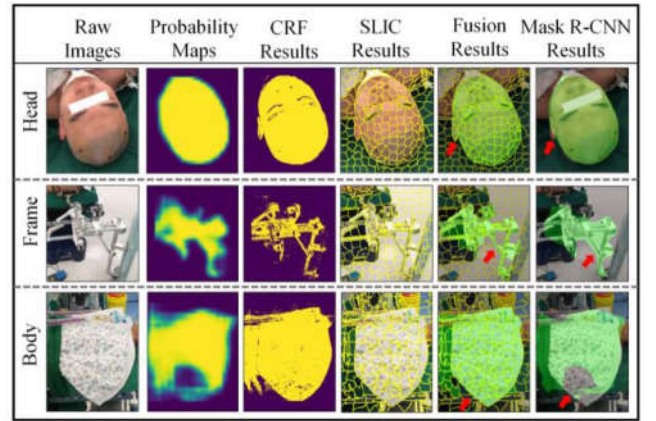 Raw Images
Probability Maps
CRF Results
SLIC Results
Fusion Results
Mask R-CNN Results
Head
Frame
Body